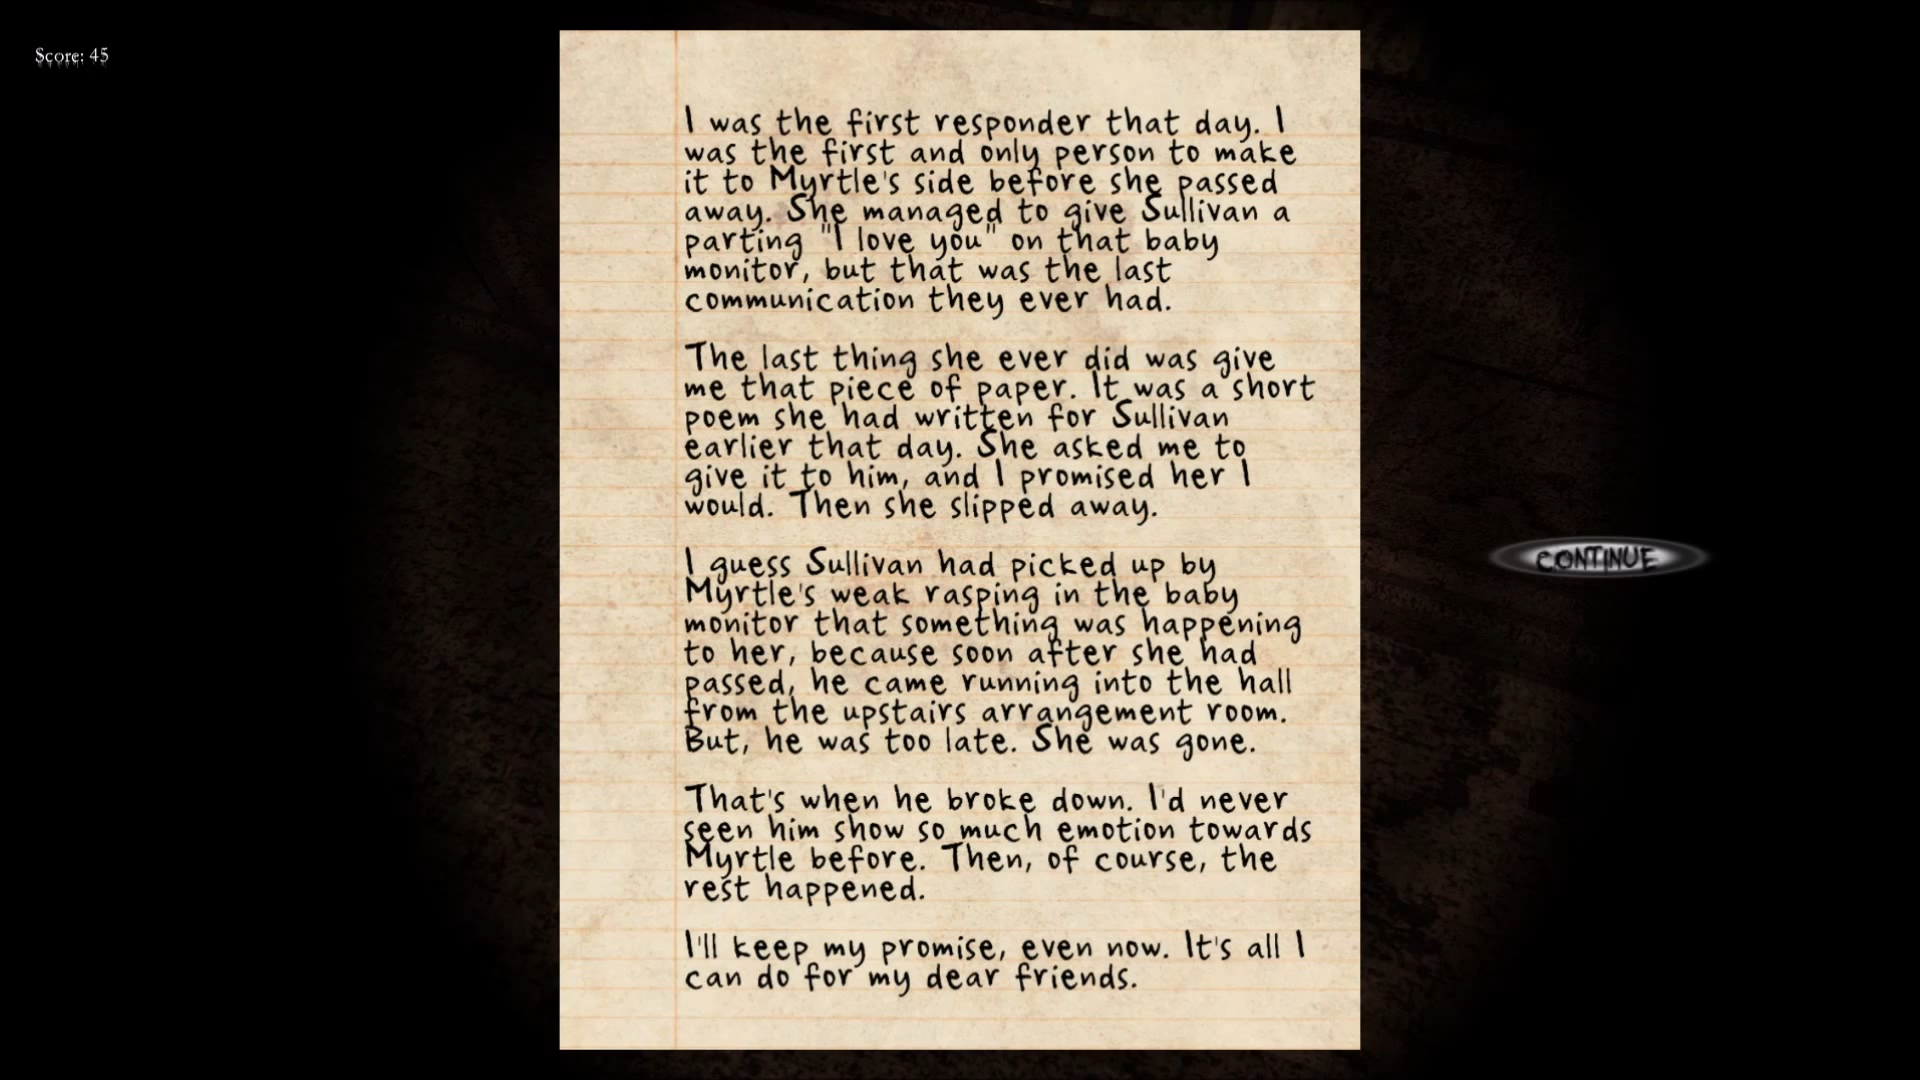 Score: 45
I was the first responder that day. I
was the first and only person to make
it to Myrtle's side before she passed
away. She managed to give Sullivan a
parting "I love you" on that baby
monitor, but that was the last
communication they ever had.
The last thing she ever did was give
me that piece of paper. It was a short
poem she had written for Sullivan
earlier that day. She asked me to
give it to him, and I promised her I
would. Then she slipped away.
I guess Sullivan had picked up by
Myrtle's weak rasping in the baby
monitor that something was happening
to her, because soon after she had
passed, he came running into the hall
from the upstairs arrangement room.
But, he was too late. She was gone.
That's when he broke down. I'd never
seen him show so much emotion towards
Myrtle before. Then, of course, the
rest happened.
I'll keep my promise, even now. It's all I
can do for my dear friends.
CONTINUE